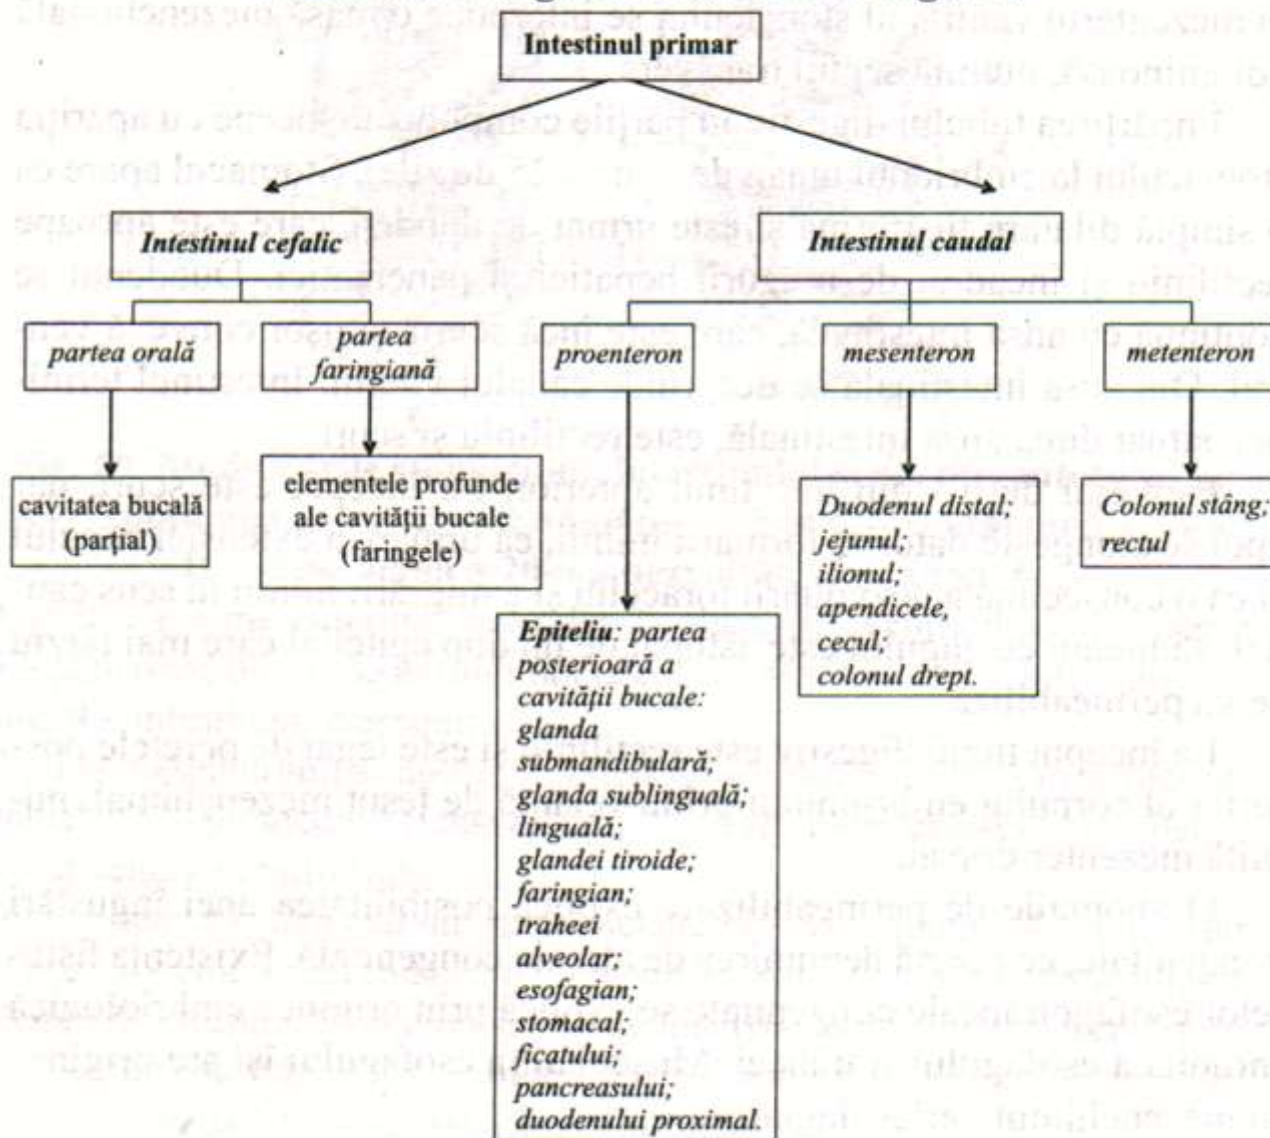 Intestinul primar
Intestinul cefalic
Intestinul caudal
partea orală
partea
faringiană
proenteron
mesenteron
metenteron
cavitatea bucală
(parțial)
elementele profunde
ale cavității bucale
(faringele)
Duodenul distal;
jejunul;
ilionul;
apendicele,
cecul;
colonul drept.
Colonul stâng;
rectul
Epiteliu: partea
posterioară a
cavității bucale:
glanda
submandibulară;
glanda sublinguală;
linguală;
glandei tiroide;
faringian;
traheei
alveolar;
esofagian;
stomacal;
ficatului;
pancreasului;
duodenului proximal.